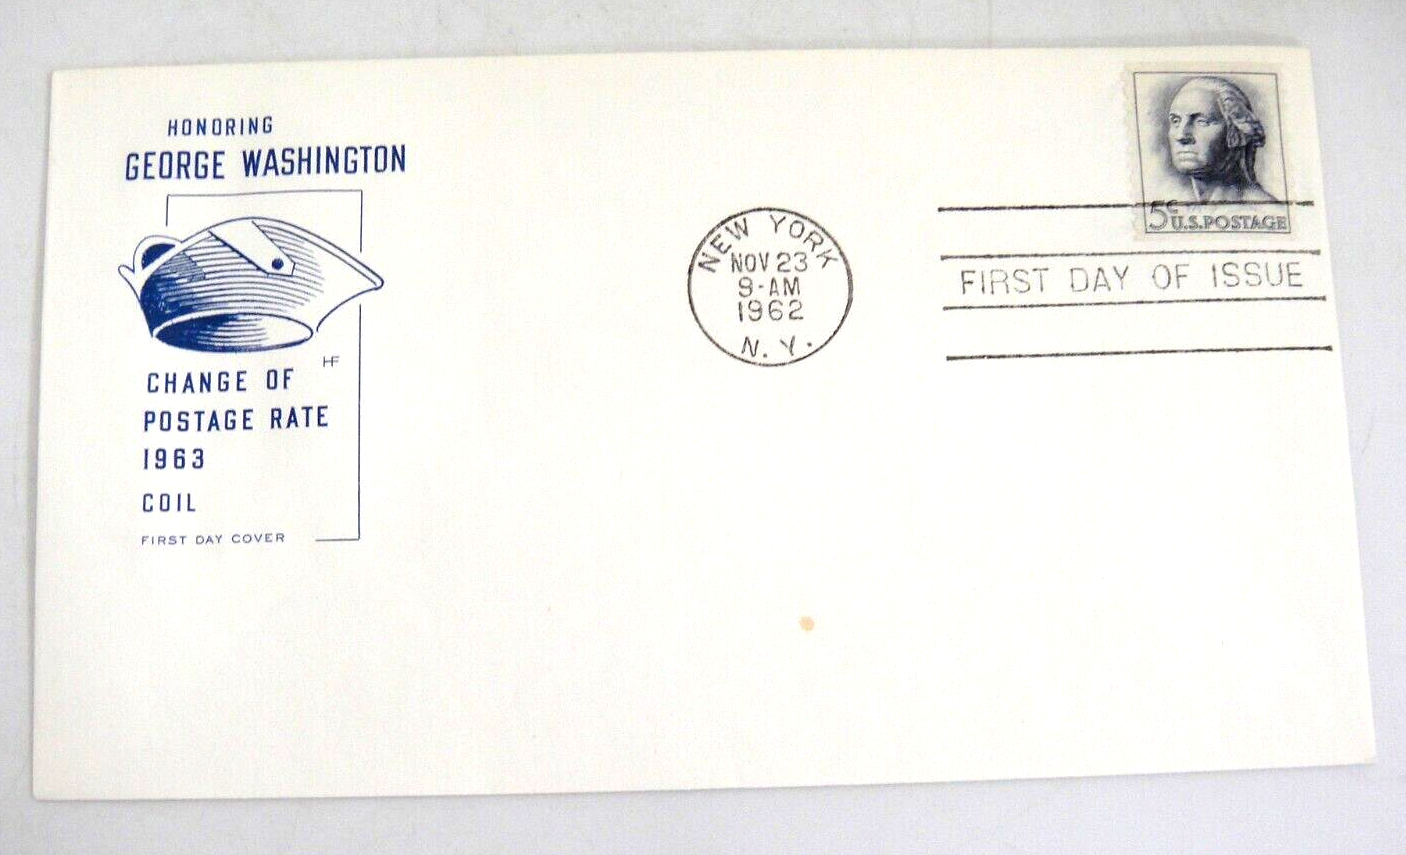 HONORING
GEORGE WASHINGTON
HF
CHANGE OF
POSTAGE RATE
1963
COIL
FIRST DAY COVER
NEW YORK
NOV 23
9-AM
1962
N. Y.
5¢ U.S. POSTAGE
FIRST DAY OF ISSUE